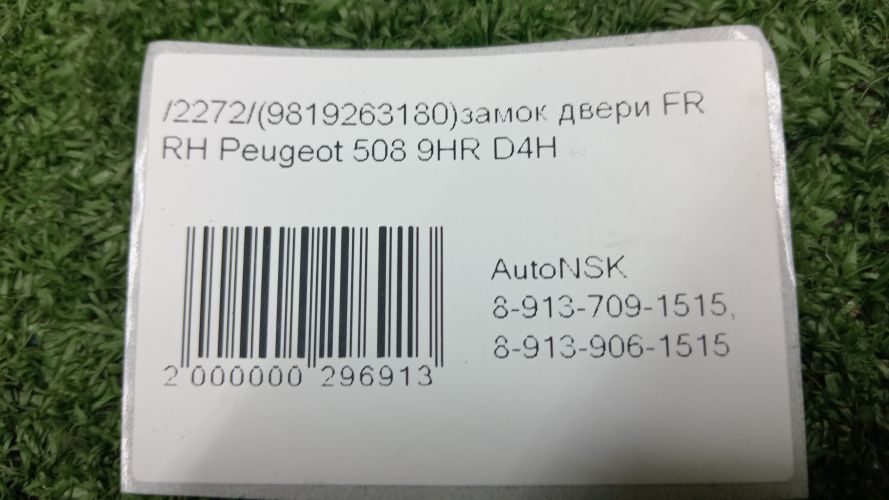 /2272/(9819263180)замок двери FR
RH Peugeot 508 9HR D4H
AutoNSK
8-913-709-1515,
8-913-906-1515
2 000000 296913